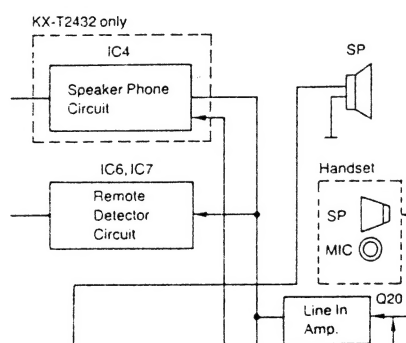 KX-T2432 only
IC4
Speaker Phone
Circuit
SP
IC6, IC7
Remote
Detector
Circuit
Handset
SP
MIC
Line In
Amp.
Q20